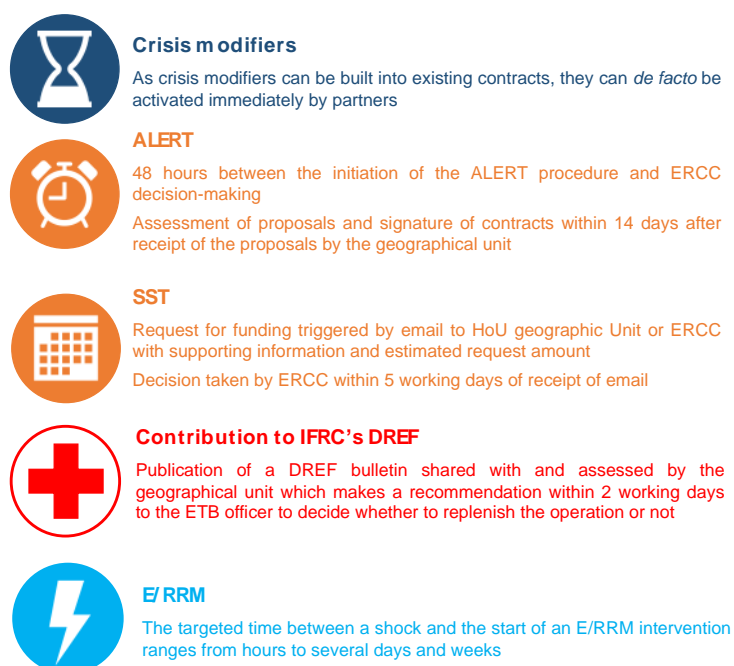 Crisis modifiers
As crisis modifiers can be built into existing contracts, they can de facto be
activated immediately by partners
ALERT
48 hours between the initiation of the ALERT procedure and ERCC
decision-making
Assessment of proposals and signature of contracts within 14 days after
receipt of the proposals by the geographical unit
SST
Request for funding triggered by email to HoU geographic Unit or ERCC
with supporting information and estimated request amount
Decision taken by ERCC within 5 working days of receipt of email
Contribution to IFRC's DREF
Publication of a DREF bulletin shared with and assessed by the
geographical unit which makes a recommendation within 2 working days
to the ETB officer to decide whether to replenish the operation or not
E/RRM
The targeted time between a shock and the start of an E/RRM intervention
ranges from hours to several days and weeks